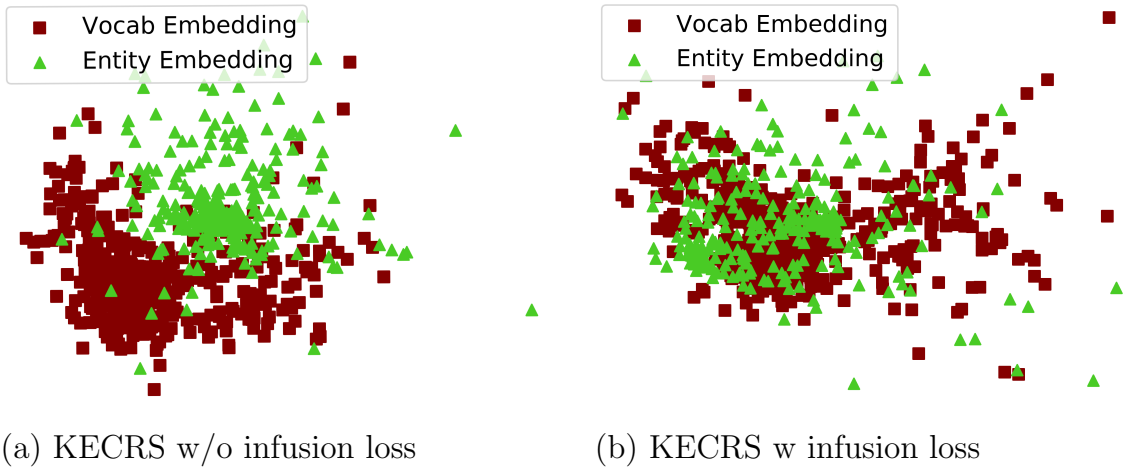 Vocab Embedding
Entity Embedding
Vocab Embedding
Entity Embedding
(a) KECRS w/o infusion loss
(b) KECRS w infusion loss